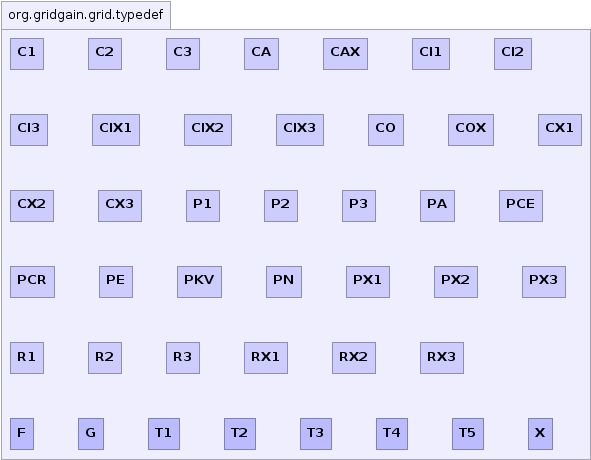 org.gridgain.grid.typedef
C1 C2 C3 CA CAX CI1 CI2
CI3 CIX1 CIX2 CIX3 CO COX CX1
CX2 CX3 P1 P2 P3 PA PCE
PCR PE PKV PN PX1 PX2 PX3
R1 R2 R3 RX1 RX2 RX3
F G T1 T2 T3 T4 T5 X